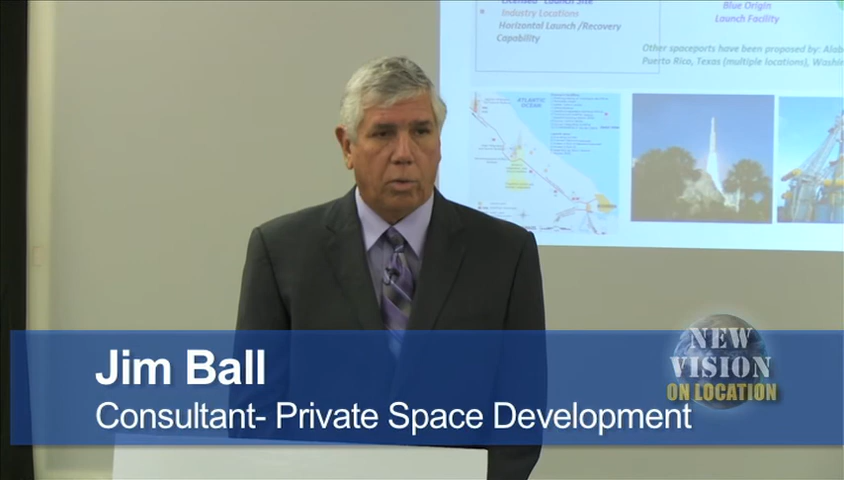 Licensed Launch Site
Industry Locations
Horizontal Launch /Recovery
Capability
Blue Origin
Launch Facility
Other spaceports have been proposed by: Alab
Puerto Rico, Texas (multiple locations), Washin
ATLANTIC
OCEAN
Jim Ball
Consultant- Private Space Development
NEW
VISION
ON LOCATION